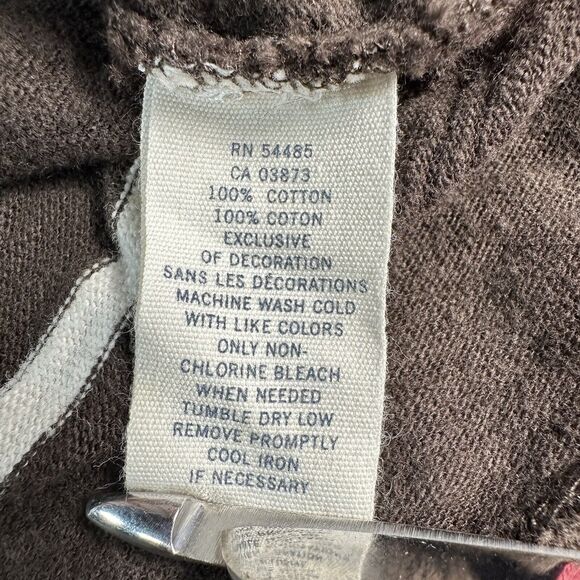 RN 54485
CA 03873
100% COTTON
100% COTON
EXCLUSIVE
OF DECORATION
SANS LES DÉCORATIONS
MACHINE WASH COLD
WITH LIKE COLORS
ONLY NON-
CHLORINE BLEACH
WHEN NEEDED
TUMBLE DRY LOW
REMOVE PROMPTLY
COOL IRON
IF NECESSARY